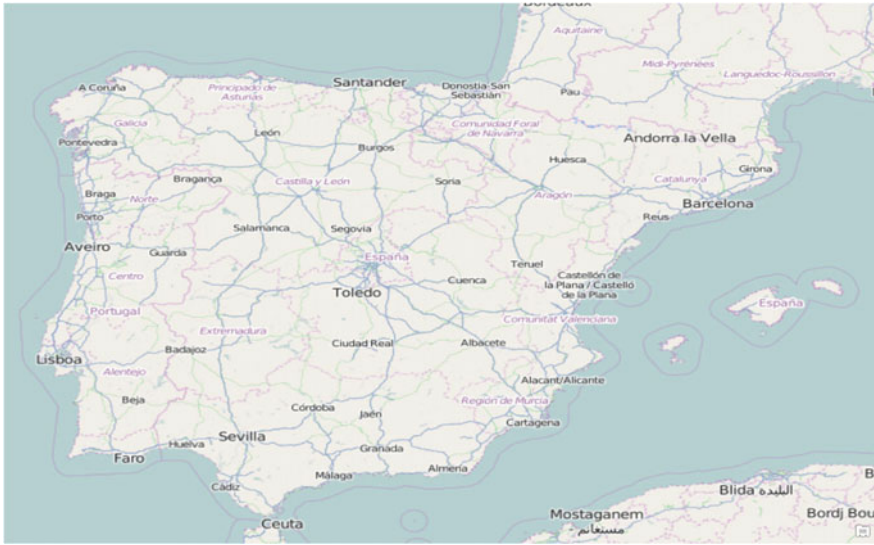 Bordeaux
Aquitaine
Midi-Pyrénées
Languedoc-Roussillon
A Coruña
Principado de
Asturias
Santander
Donostia-San
Sebastián
Pau
Galicia
Comunidad Foral
de Navarra
Pontevedra
León
Burgos
Andorra la Vella
Huesca
Girona
Bragança
Castilla y León
Soria
Catalunya
Braga
Norte
Aragón
Barcelona
Porto
Reus
Salamanca
Segovia
Aveiro
Guarda
España
Teruel
Centro
Cuenca
Castellón de
la Plana / Castelló
de la Plana
Toledo
España
Portugal
Comunitat Valenciana
Extremadura
Ciudad Real
Albacete
Lisboa
Badajoz
Alentejo
Alacant/Alicante
Beja
Región de Murcia
Córdoba
Jaén
Cartagena
Sevilla
Huelva
Granada
Faro
Málaga
Almería
Cádiz
Blida البليدة
B
Ceuta
Mostaganem
مستغانم
Bordj Bou